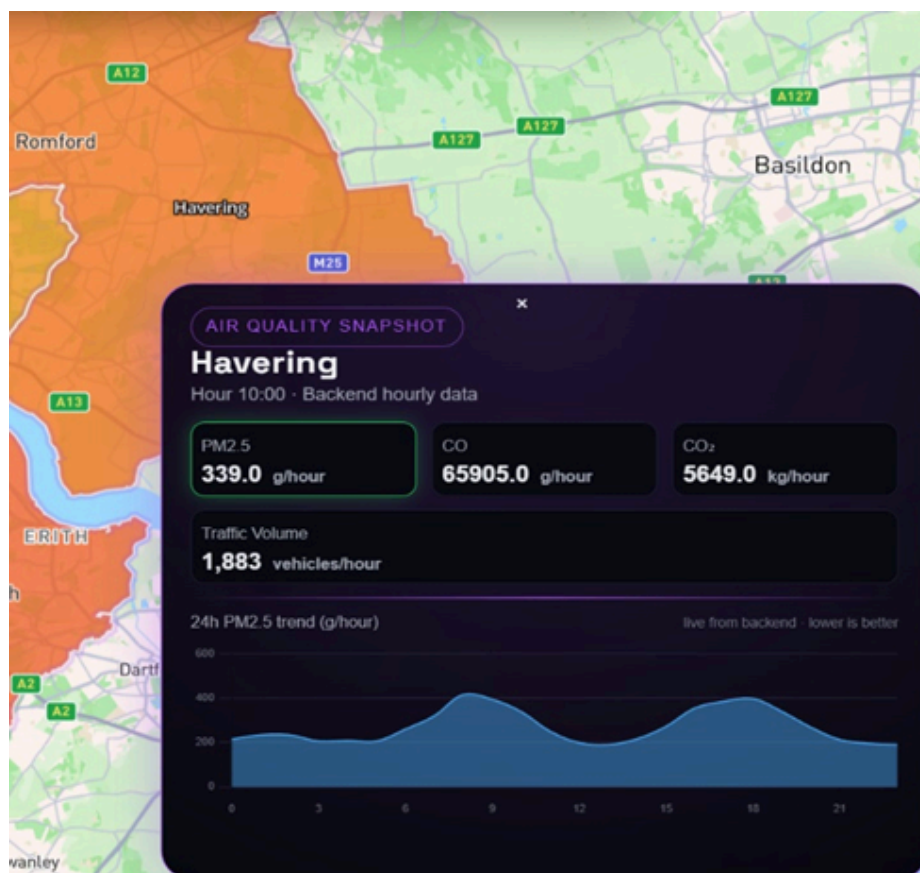 A12
A127
A127
A127
Romford
Basildon
Havering
M25
A13
×
AIR QUALITY SNAPSHOT
Havering
Hour 10:00 · Backend hourly data
A13
PM2.5
339.0 g/hour
CO
65905.0 g/hour
CO₂
5649.0 kg/hour
ERITH
Traffic Volume
1,883 vehicles/hour
h
24h PM2.5 trend (g/hour)
live from backend · lower is better
600
Dartf
A2
400
A2
200
0
0 3 6 9 12 15 18 21
wanley